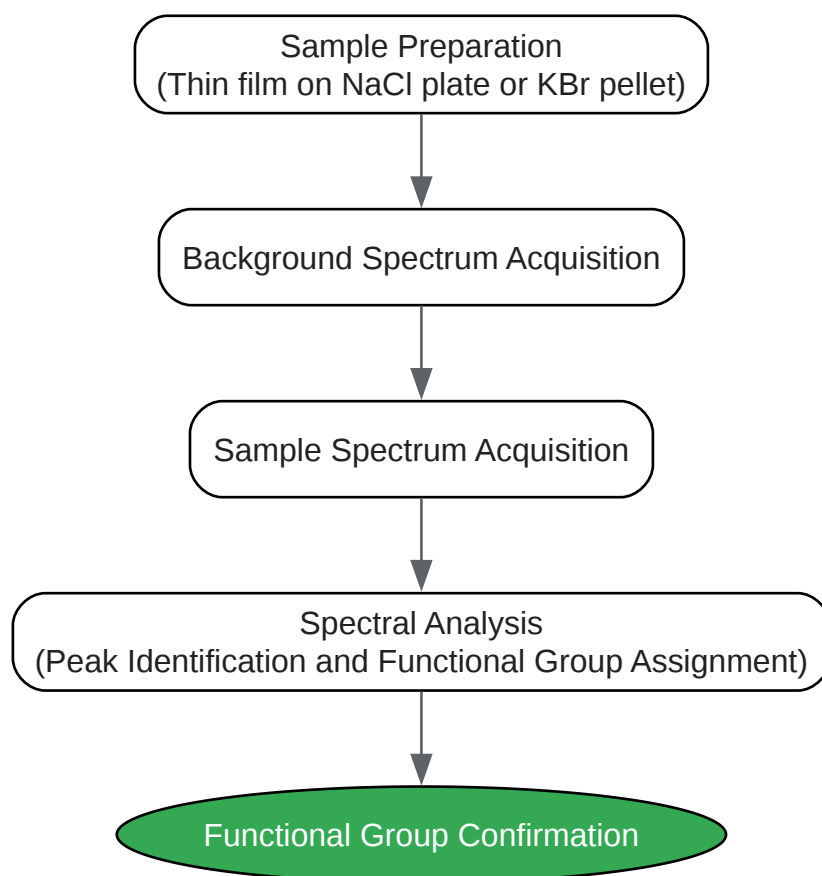 Sample Preparation
(Thin film on NaCl plate or KBr pellet)
Background Spectrum Acquisition
Sample Spectrum Acquisition
Spectral Analysis
(Peak Identification and Functional Group Assignment)
Functional Group Confirmation